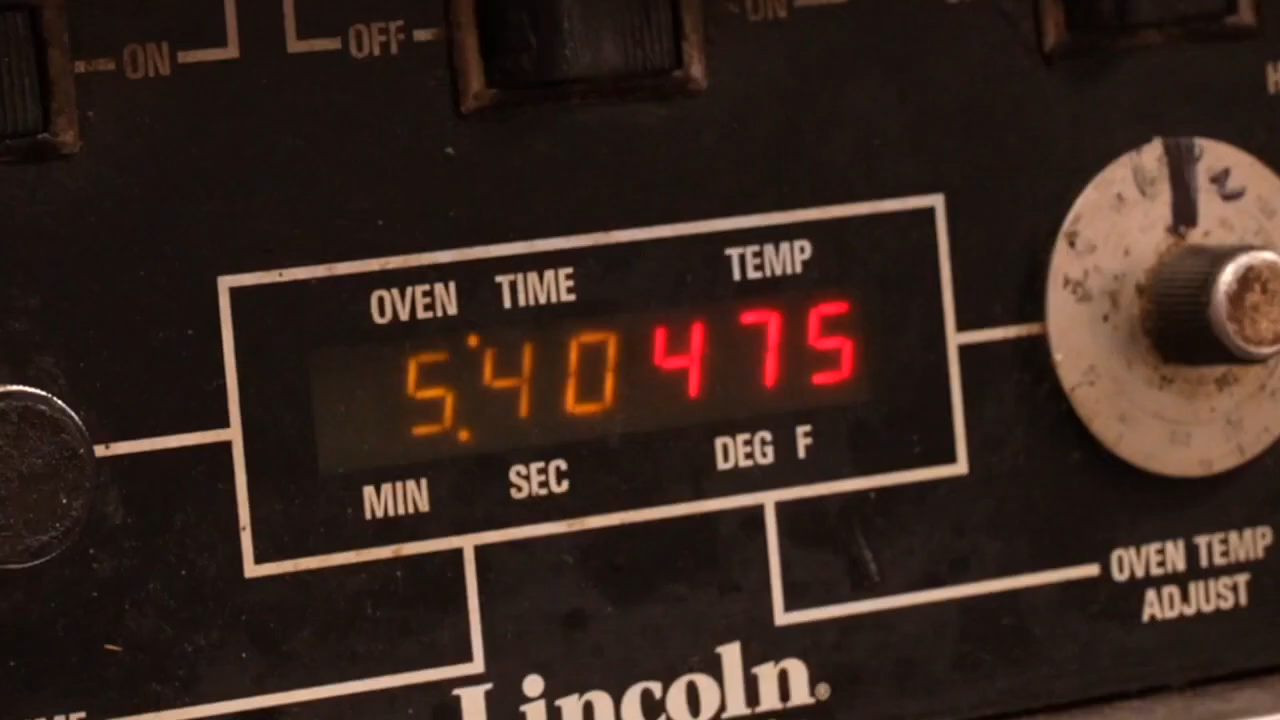 ON OFF ON
OVEN TIME TEMP
5:40 475
MIN SEC DEG F
OVEN TEMP
ADJUST
Lincoln®